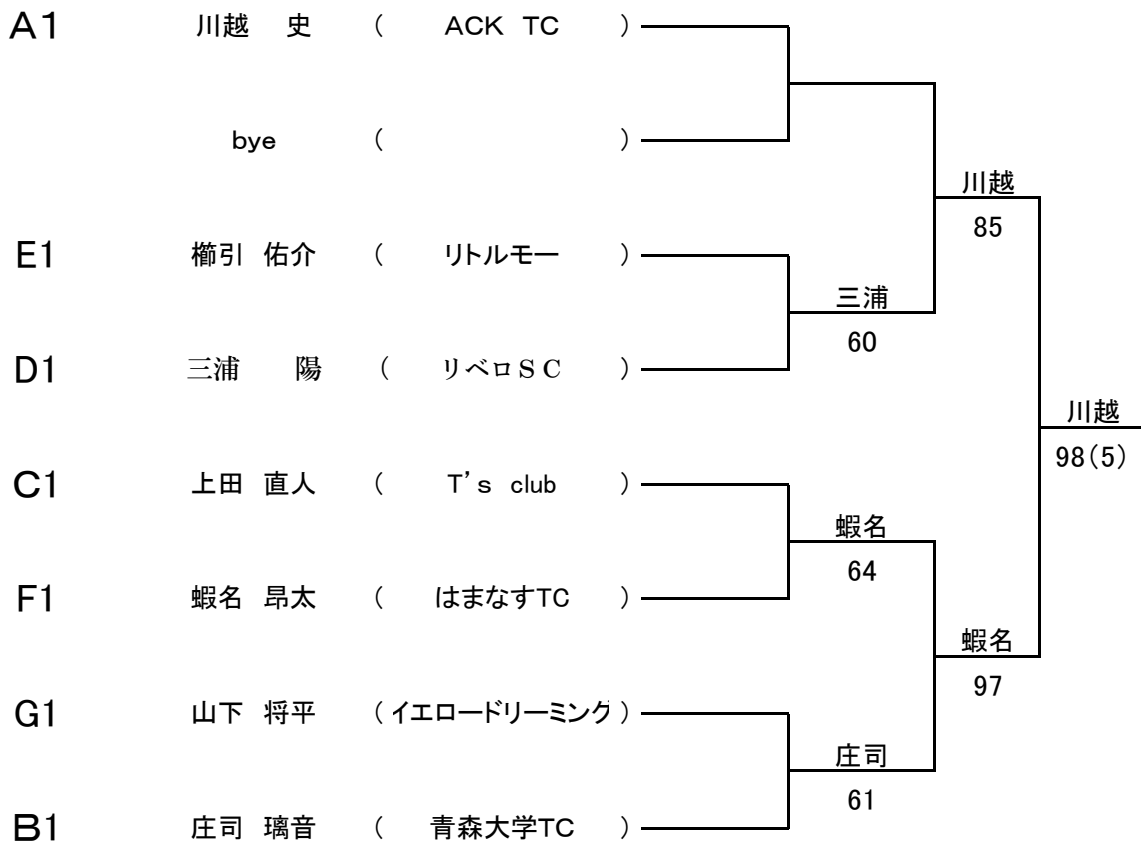 A1 川越 史 ( ACK TC )
bye ( )
川越
85
E1 櫛引 佑介 ( リトルモー )
三浦
60
D1 三浦 陽 ( リベロＳＣ )
川越
98(5)
C1 上田 直人 ( T's club )
蝦名
64
F1 蝦名 昂太 ( はまなすTC )
蝦名
97
G1 山下 将平 (イエロードリーミング)
庄司
61
B1 庄司 璃音 ( 青森大学TC )